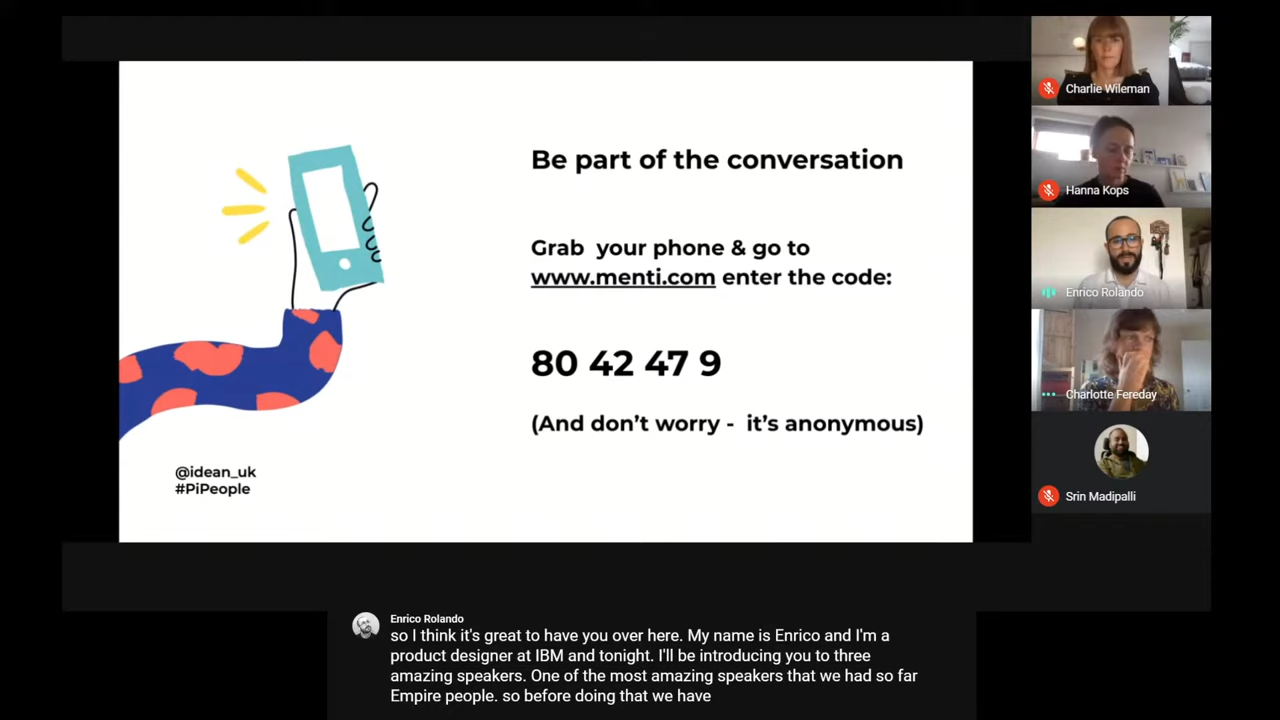 Be part of the conversation
Grab your phone & go to
www.menti.com enter the code:
80 42 47 9
(And don't worry - it's anonymous)
@idean_uk
#PiPeople
Charlie Wileman
Hanna Kops
Enrico Rolando
Charlotte Fereday
Srin Madipalli
Enrico Rolando
so I think it's great to have you over here. My name is Enrico and I'm a
product designer at IBM and tonight. I'll be introducing you to three
amazing speakers. One of the most amazing speakers that we had so far
Empire people. so before doing that we have